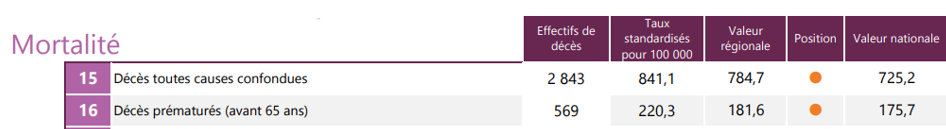 Mortalité
Effectifs de décès Taux standardisés pour 100 000 Valeur régionale Position Valeur nationale
15 Décès toutes causes confondues 2 843 841,1 784,7 725,2
16 Décès prématurés (avant 65 ans) 569 220,3 181,6 175,7